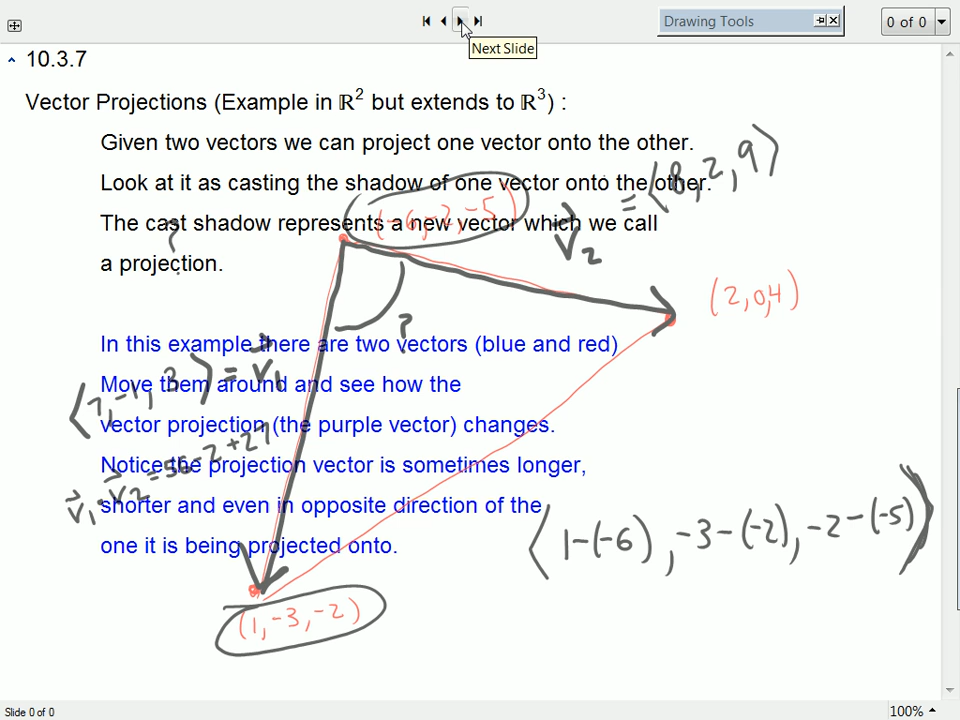 Drawing Tools
0 of 0
Next Slide
10.3.7
Vector Projections (Example in ℝ² but extends to ℝ³) :
Given two vectors we can project one vector onto the other.
Look at it as casting the shadow of one vector onto the other.
The cast shadow represents a new vector which we call
a projection.
(-6,-2,-5)
v⃗₂ = ⟨8,2,9⟩
?
(2,0,4)
?
In this example there are two vectors (blue and red)
Move them around and see how the
vector projection (the purple vector) changes.
Notice the projection vector is sometimes longer,
shorter and even in opposite direction of the
one it is being projected onto.
⟨7,-1,3⟩ = v⃗₁
v⃗₁·v⃗₂ = 56-2+27
⟨1-(-6),-3-(-2),-2-(-5)⟩
(1,-3,-2)
Slide 0 of 0
100%